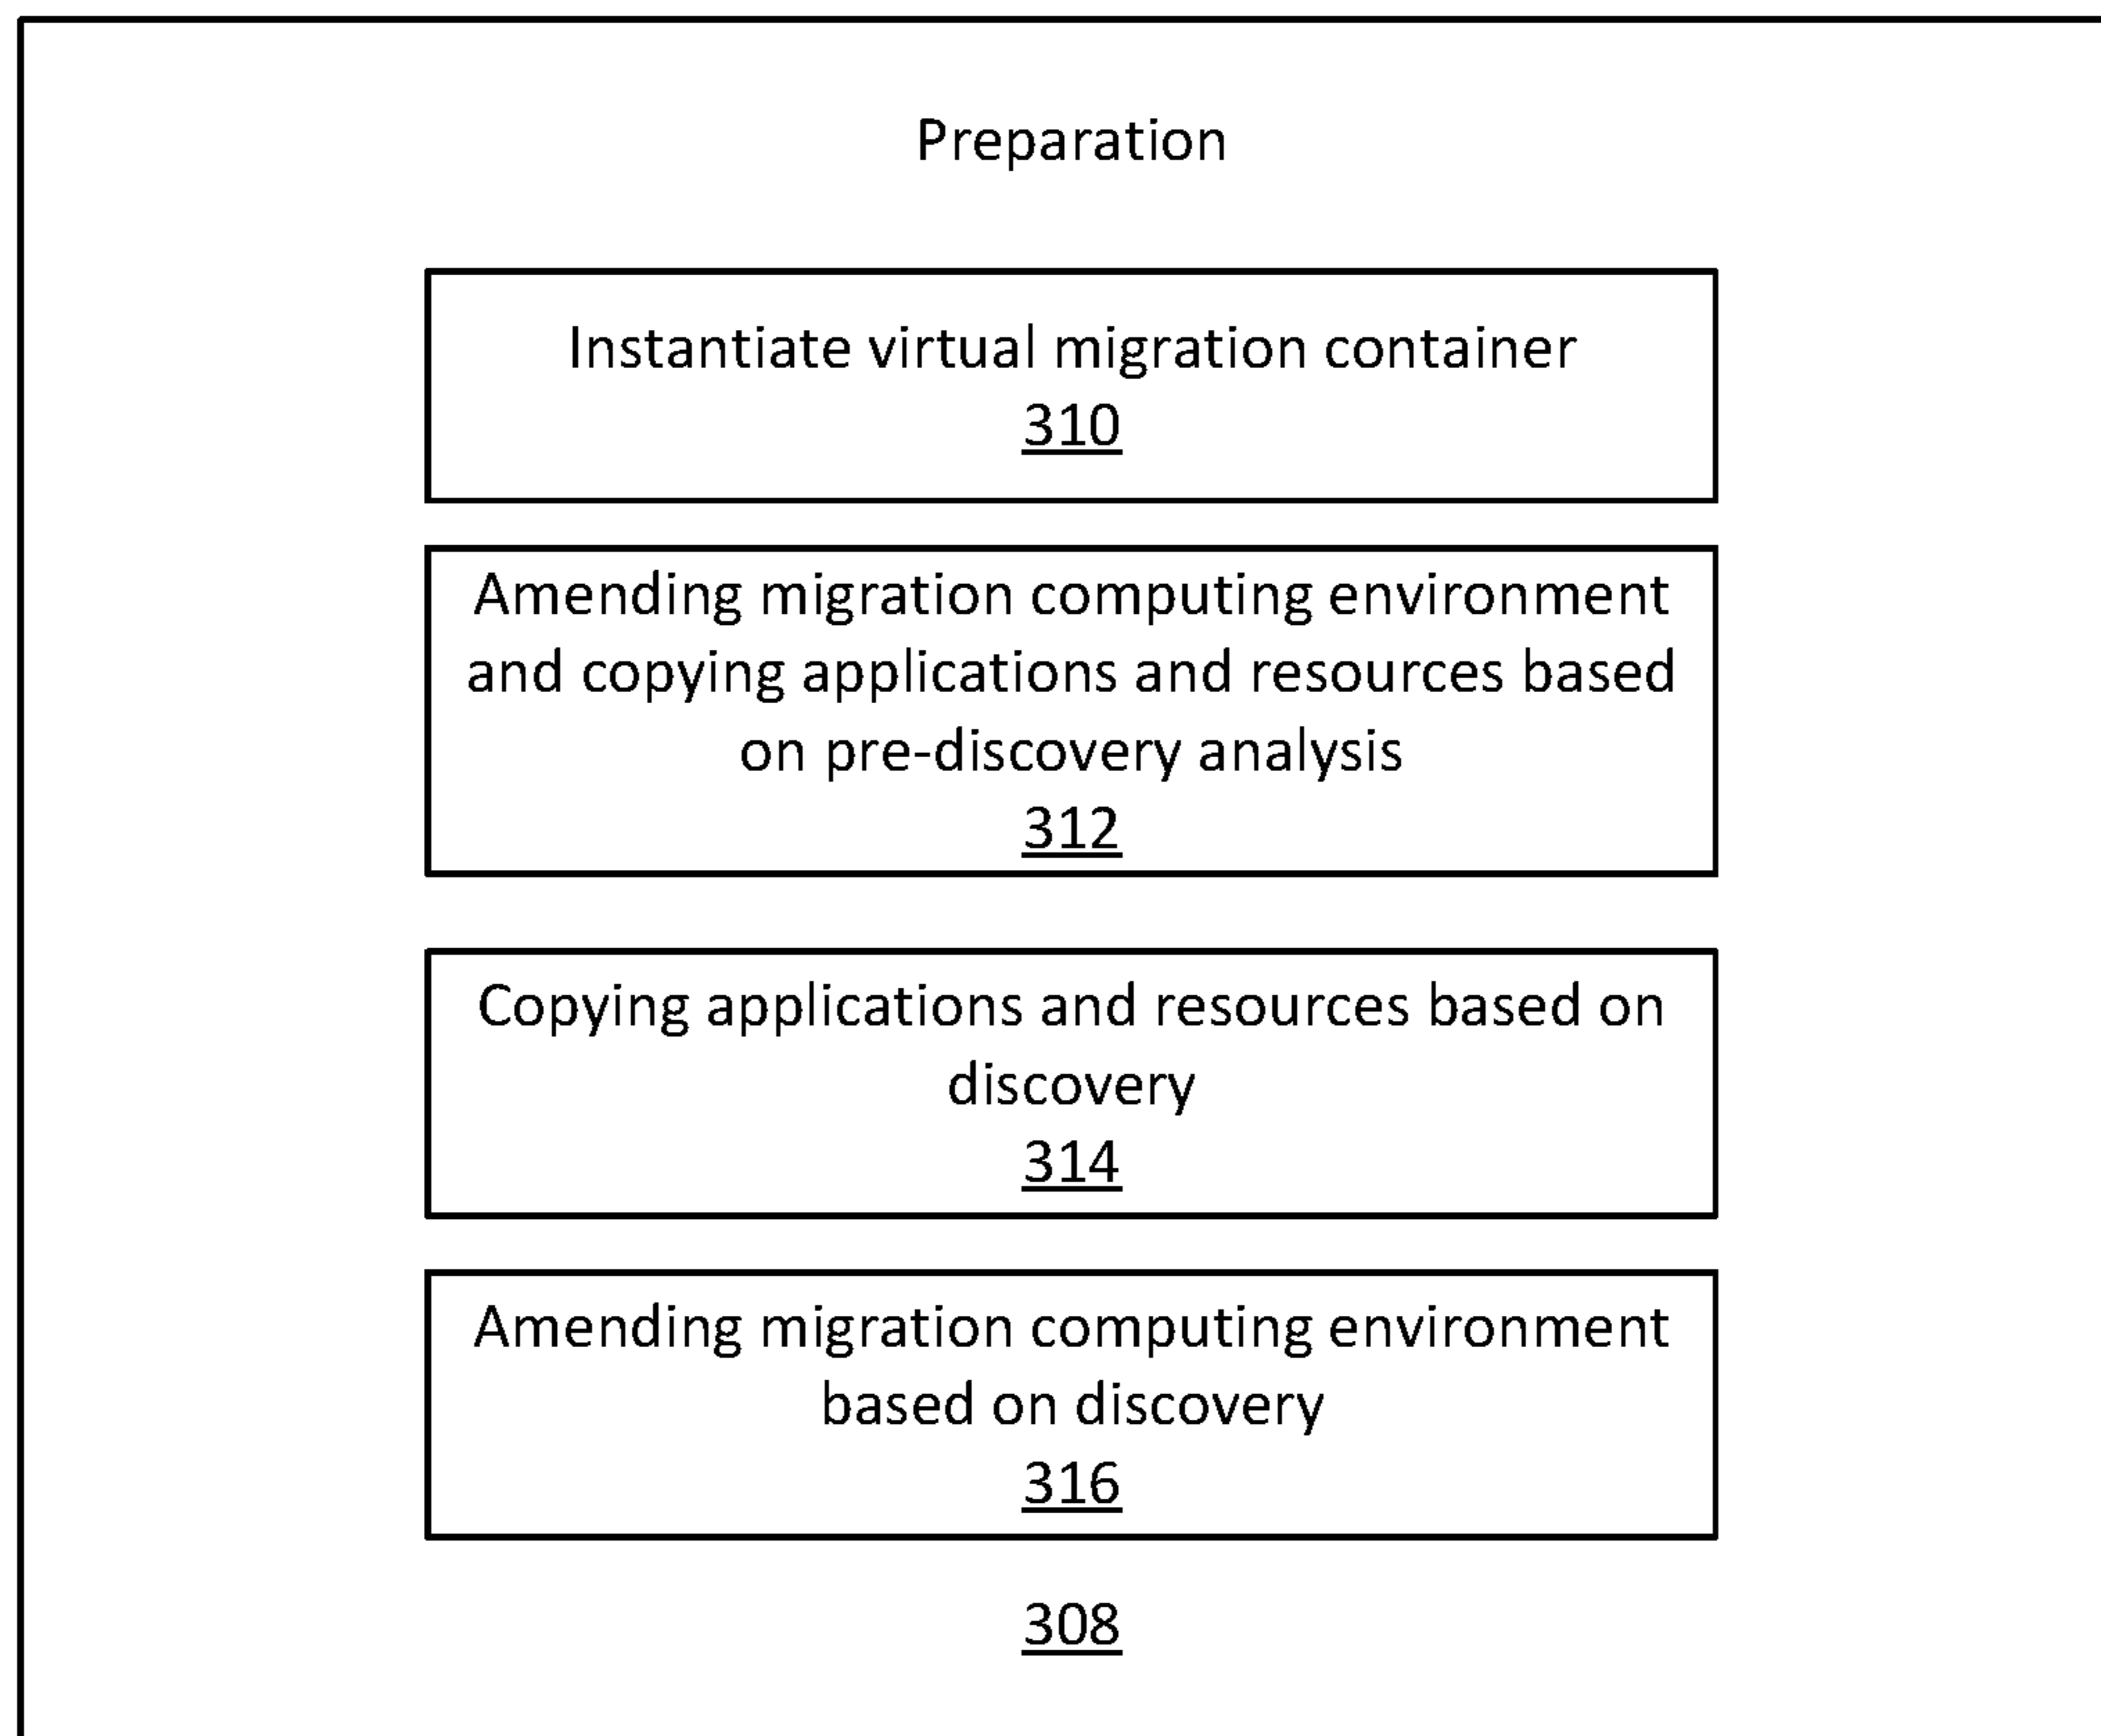 Preparation
Instantiate virtual migration container
310
Amending migration computing environment
and copying applications and resources based
on pre-discovery analysis
312
Copying applications and resources based on
discovery
314
Amending migration computing environment
based on discovery
316
308